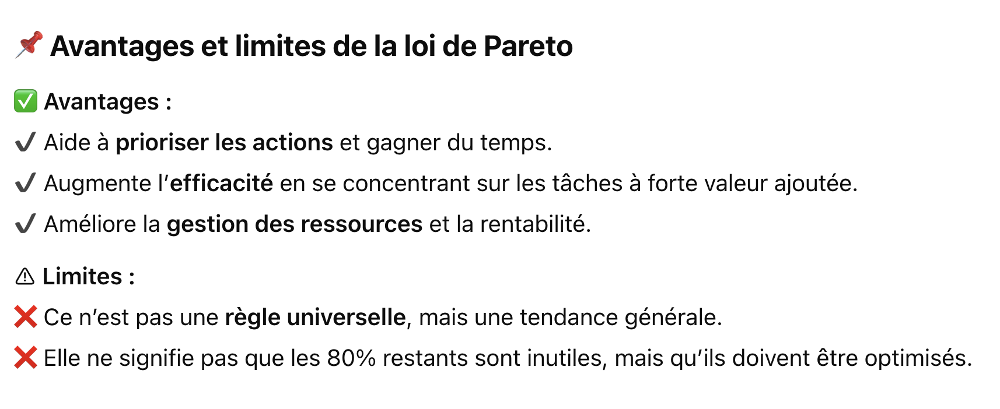 📌 Avantages et limites de la loi de Pareto
✅ Avantages :
✔ Aide à prioriser les actions et gagner du temps.
✔ Augmente l’efficacité en se concentrant sur les tâches à forte valeur ajoutée.
✔ Améliore la gestion des ressources et la rentabilité.
⚠ Limites :
❌ Ce n’est pas une règle universelle, mais une tendance générale.
❌ Elle ne signifie pas que les 80% restants sont inutiles, mais qu’ils doivent être optimisés.